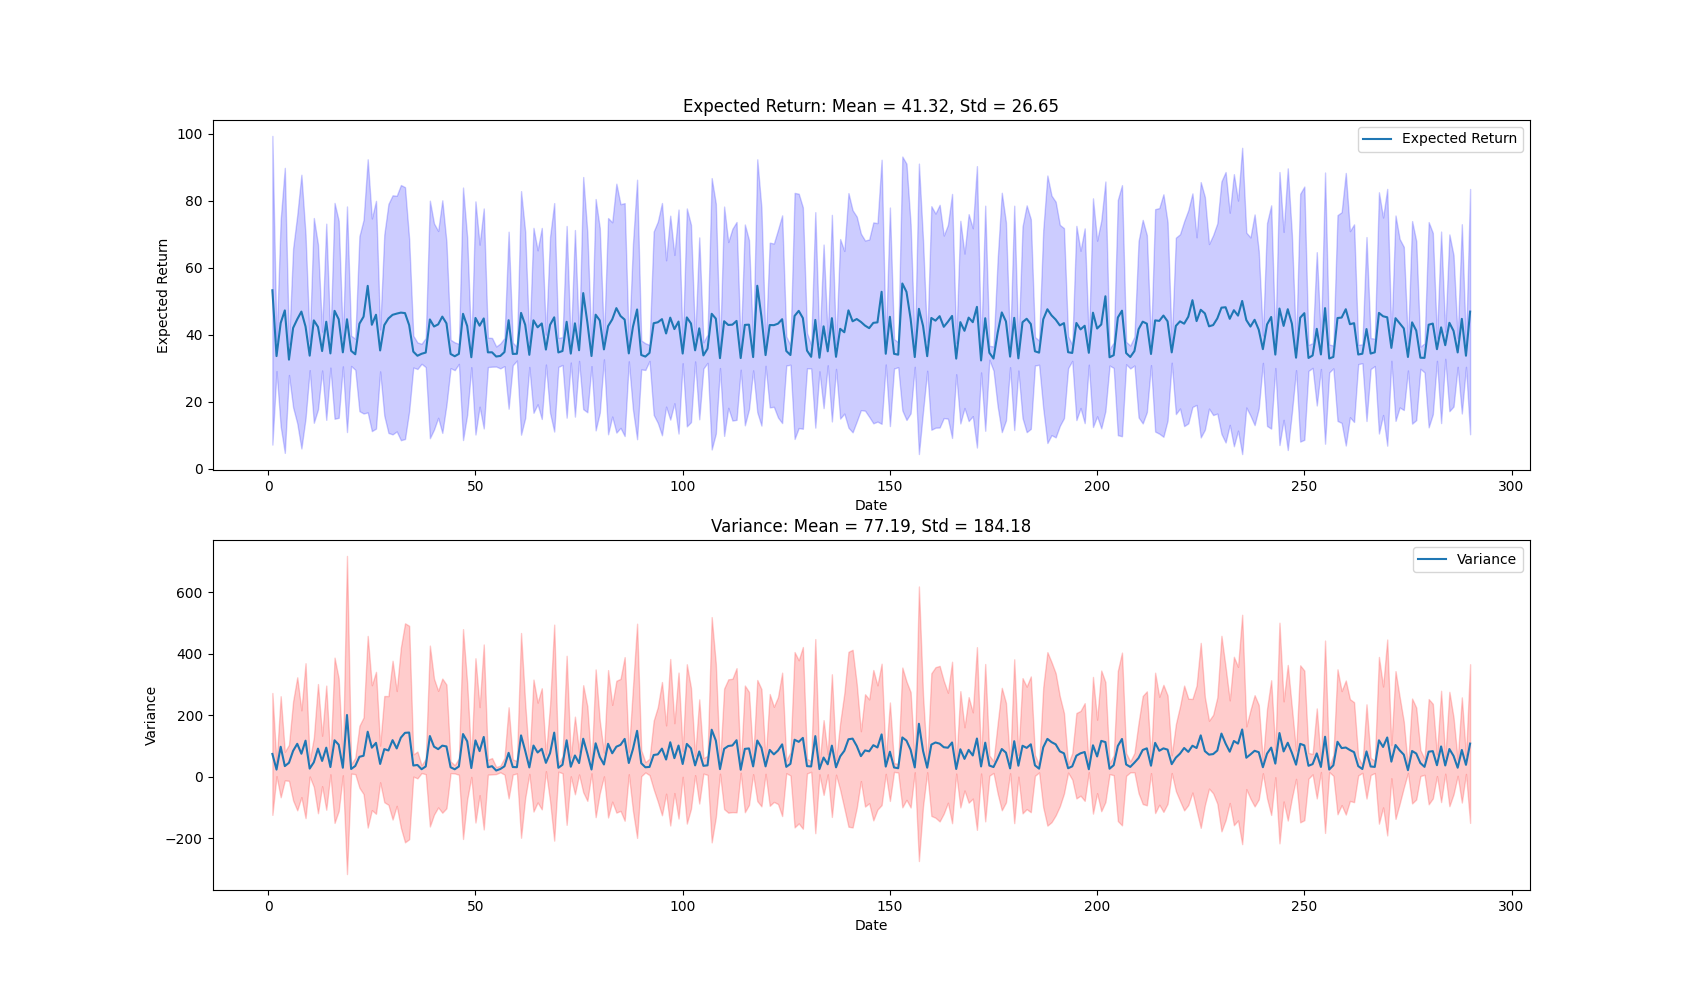 Expected Return: Mean = 41.32, Std = 26.65
Expected Return
100
80
60
40
20
0
Expected Return
0 50 100 150 200 250 300
Date
Variance: Mean = 77.19, Std = 184.18
Variance
600
400
200
0
−200
Variance
0 50 100 150 200 250 300
Date